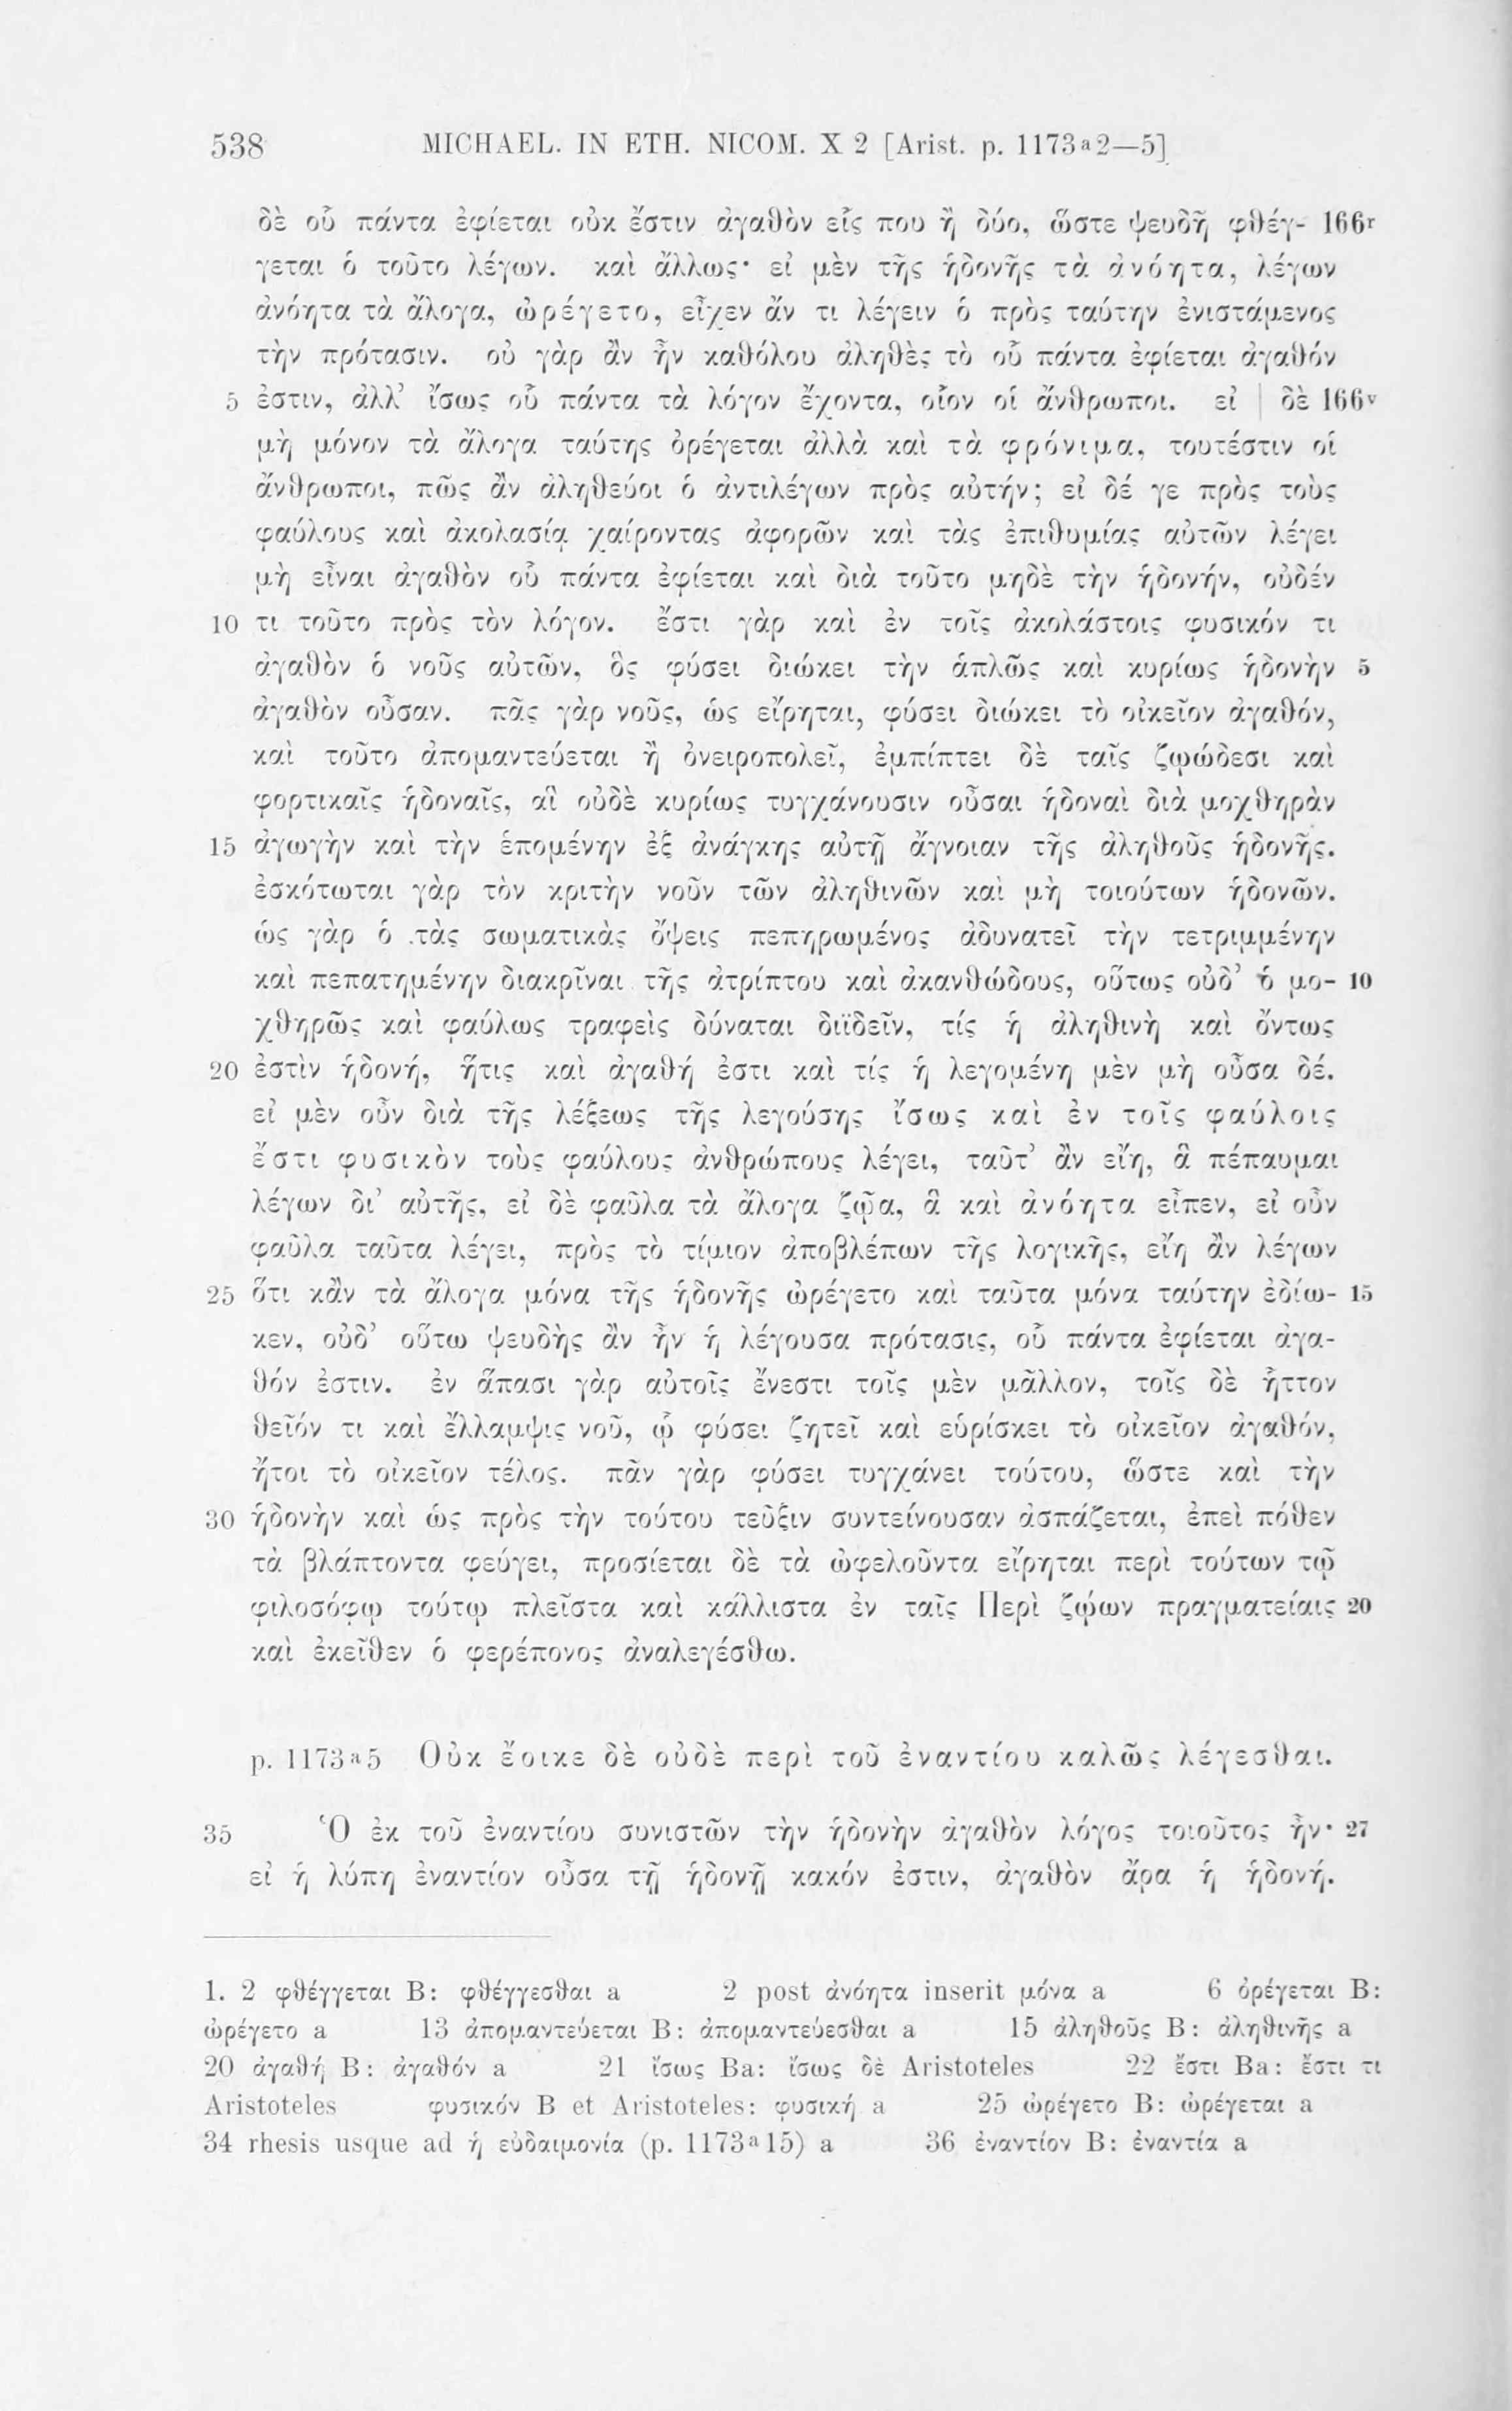 538 MICHAEL. IN ETH. NICOM. X 2 [Arist. p. 1173 a 2—5]
δὲ οὗ πάντα ἐφίεται οὐκ ἔστιν ἀγαθὸν εἷς που ἢ δύο, ὥστε ψευδῆ φθέγ- 166r
γεται ὁ τοῦτο λέγων. καὶ ἄλλως· εἰ μὲν τῆς ἡδονῆς τὰ ἀνόητα, λέγων
ἀνόητα τὰ ἄλογα, ὠρέγετο, εἶχεν ἄν τι λέγειν ὁ πρὸς ταύτην ἐνιστάμενος
τὴν πρότασιν. οὐ γὰρ ἂν ἦν καθόλου ἀληθὲς τὸ οὗ πάντα ἐφίεται ἀγαθόν
5 ἐστιν, ἀλλ’ ἴσως οὗ πάντα τὰ λόγον ἔχοντα, οἷον οἱ ἄνθρωποι. εἰ | δὲ 166v
μὴ μόνον τὰ ἄλογα ταύτης ὀρέγεται ἀλλὰ καὶ τὰ φρόνιμα, τουτέστιν οἱ
ἄνθρωποι, πῶς ἂν ἀληθεύοι ὁ ἀντιλέγων πρὸς αὐτήν; εἰ δέ γε πρὸς τοὺς
φαύλους καὶ ἀκολασίᾳ χαίροντας ἀφορῶν καὶ τὰς ἐπιθυμίας αὐτῶν λέγει
μὴ εἶναι ἀγαθὸν οὗ πάντα ἐφίεται καὶ διὰ τοῦτο μηδὲ τὴν ἡδονήν, οὐδέν
10 τι τοῦτο πρὸς τὸν λόγον. ἔστι γὰρ καὶ ἐν τοῖς ἀκολάστοις φυσικόν τι
ἀγαθὸν ὁ νοῦς αὐτῶν, ὃς φύσει διώκει τὴν ἁπλῶς καὶ κυρίως ἡδονὴν 5
ἀγαθὸν οὖσαν. πᾶς γὰρ νοῦς, ὡς εἴρηται, φύσει διώκει τὸ οἰκεῖον ἀγαθόν,
καὶ τοῦτο ἀπομαντεύεται ἢ ὀνειροπολεῖ, ἐμπίπτει δὲ ταῖς ζῳώδεσι καὶ
φορτικαῖς ἡδοναῖς, αἳ οὐδὲ κυρίως τυγχάνουσιν οὖσαι ἡδοναὶ διὰ μοχθηρὰν
15 ἀγωγὴν καὶ τὴν ἑπομένην ἐξ ἀνάγκης αὐτῇ ἄγνοιαν τῆς ἀληθοῦς ἡδονῆς.
ἐσκότωται γὰρ τὸν κριτὴν νοῦν τῶν ἀληθινῶν καὶ μὴ τοιούτων ἡδονῶν.
ὡς γὰρ ὁ τὰς σωματικὰς ὄψεις πεπηρωμένος ἀδυνατεῖ τὴν τετριμμένην
καὶ πεπατημένην διακρῖναι τῆς ἀτρίπτου καὶ ἀκανθώδους, οὕτως οὐδ’ ὁ μο- 10
χθηρῶς καὶ φαύλως τραφεὶς δύναται διϊδεῖν, τίς ἡ ἀληθινὴ καὶ ὄντως
20 ἐστὶν ἡδονή, ἥτις καὶ ἀγαθή ἐστι καὶ τίς ἡ λεγομένη μὲν μὴ οὖσα δέ.
εἰ μὲν οὖν διὰ τῆς λέξεως τῆς λεγούσης ἴσως καὶ ἐν τοῖς φαύλοις
ἔστι φυσικὸν τοὺς φαύλους ἀνθρώπους λέγει, ταῦτ’ ἂν εἴη, ἃ πέπαυμαι
λέγων δι’ αὐτῆς, εἰ δὲ φαῦλα τὰ ἄλογα ζῷα, ἃ καὶ ἀνόητα εἶπεν, εἰ οὖν
φαῦλα ταῦτα λέγει, πρὸς τὸ τίμιον ἀποβλέπων τῆς λογικῆς, εἴη ἂν λέγων
25 ὅτι κἂν τὰ ἄλογα μόνα τῆς ἡδονῆς ὠρέγετο καὶ ταῦτα μόνα ταύτην ἐδίω- 15
κεν, οὐδ’ οὕτω ψευδὴς ἂν ἦν ἡ λέγουσα πρότασις, οὗ πάντα ἐφίεται ἀγα-
θόν ἐστιν. ἐν ἅπασι γὰρ αὐτοῖς ἔνεστι τοῖς μὲν μᾶλλον, τοῖς δὲ ἧττον
θεῖόν τι καὶ ἔλλαμψις νοῦ, ᾧ φύσει ζητεῖ καὶ εὑρίσκει τὸ οἰκεῖον ἀγαθόν,
ἤτοι τὸ οἰκεῖον τέλος. πᾶν γὰρ φύσει τυγχάνει τούτου, ὥστε καὶ τὴν
30 ἡδονὴν καὶ ὡς πρὸς τὴν τούτου τεῦξιν συντείνουσαν ἀσπάζεται, ἐπεὶ πόθεν
τὰ βλάπτοντα φεύγει, προσίεται δὲ τὰ ὠφελοῦντα εἴρηται περὶ τούτων τῷ
φιλοσόφῳ τούτῳ πλεῖστα καὶ κάλλιστα ἐν ταῖς Περὶ ζῴων πραγματείαις 20
καὶ ἐκεῖθεν ὁ φερέπονος ἀναλεγέσθω.
p. 1173 a 5 Οὐκ ἔοικε δὲ οὐδὲ περὶ τοῦ ἐναντίου καλῶς λέγεσθαι.
35 Ὁ ἐκ τοῦ ἐναντίου συνιστῶν τὴν ἡδονὴν ἀγαθὸν λόγος τοιοῦτος ἦν· 27
εἰ ἡ λύπη ἐναντίον οὖσα τῇ ἡδονῇ κακόν ἐστιν, ἀγαθὸν ἄρα ἡ ἡδονή.
1. 2 φθέγγεται B: φθέγγεσθαι a 2 post ἀνόητα inserit μόνα a 6 ὀρέγεται B:
ὠρέγετο a 13 ἀπομαντεύεται B: ἀπομαντεύεσθαι a 15 ἀληθοῦς B: ἀληθινῆς a
20 ἀγαθή B: ἀγαθόν a 21 ἴσως Ba: ἴσως δὲ Aristoteles 22 ἔστι Ba: ἔστι τι
Aristoteles φυσικόν B et Aristoteles: φυσική a 25 ὠρέγετο B: ὠρέγεται a
34 rhesis usque ad ἡ εὐδαιμονία (p. 1173 a 15) a 36 ἐναντίον B: ἐναντία a